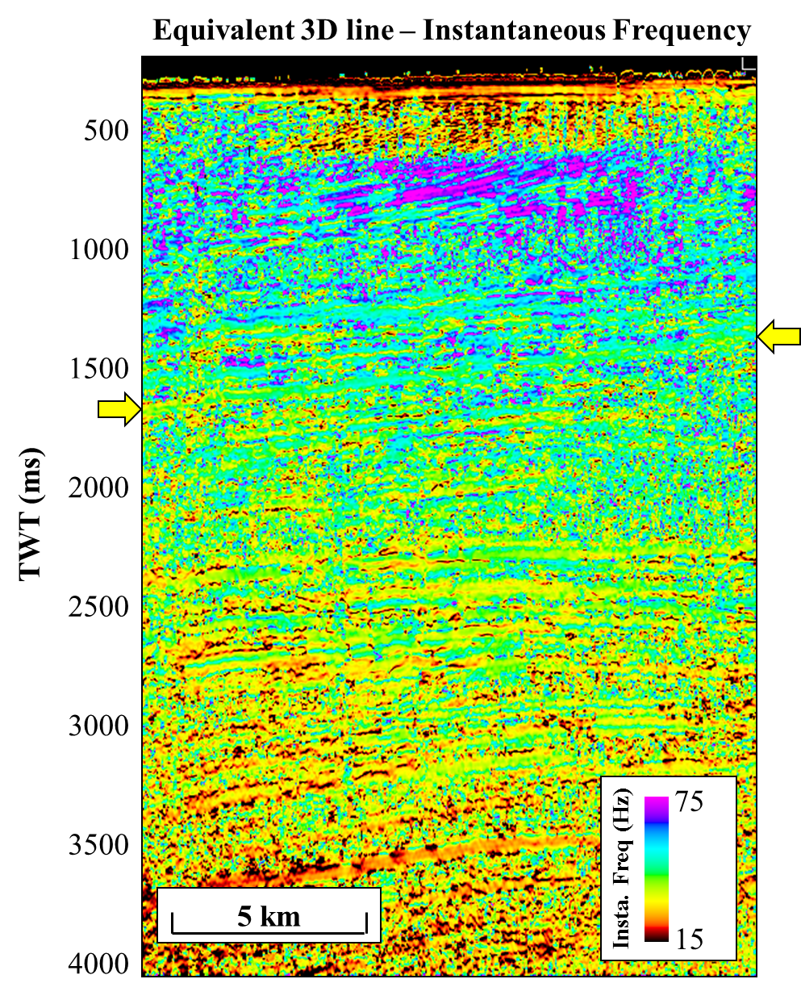 Equivalent 3D line – Instantaneous Frequency
500
1000
1500
2000
2500
3000
3500
4000
TWT (ms)
5 km
Insta. Freq (Hz)
75
15